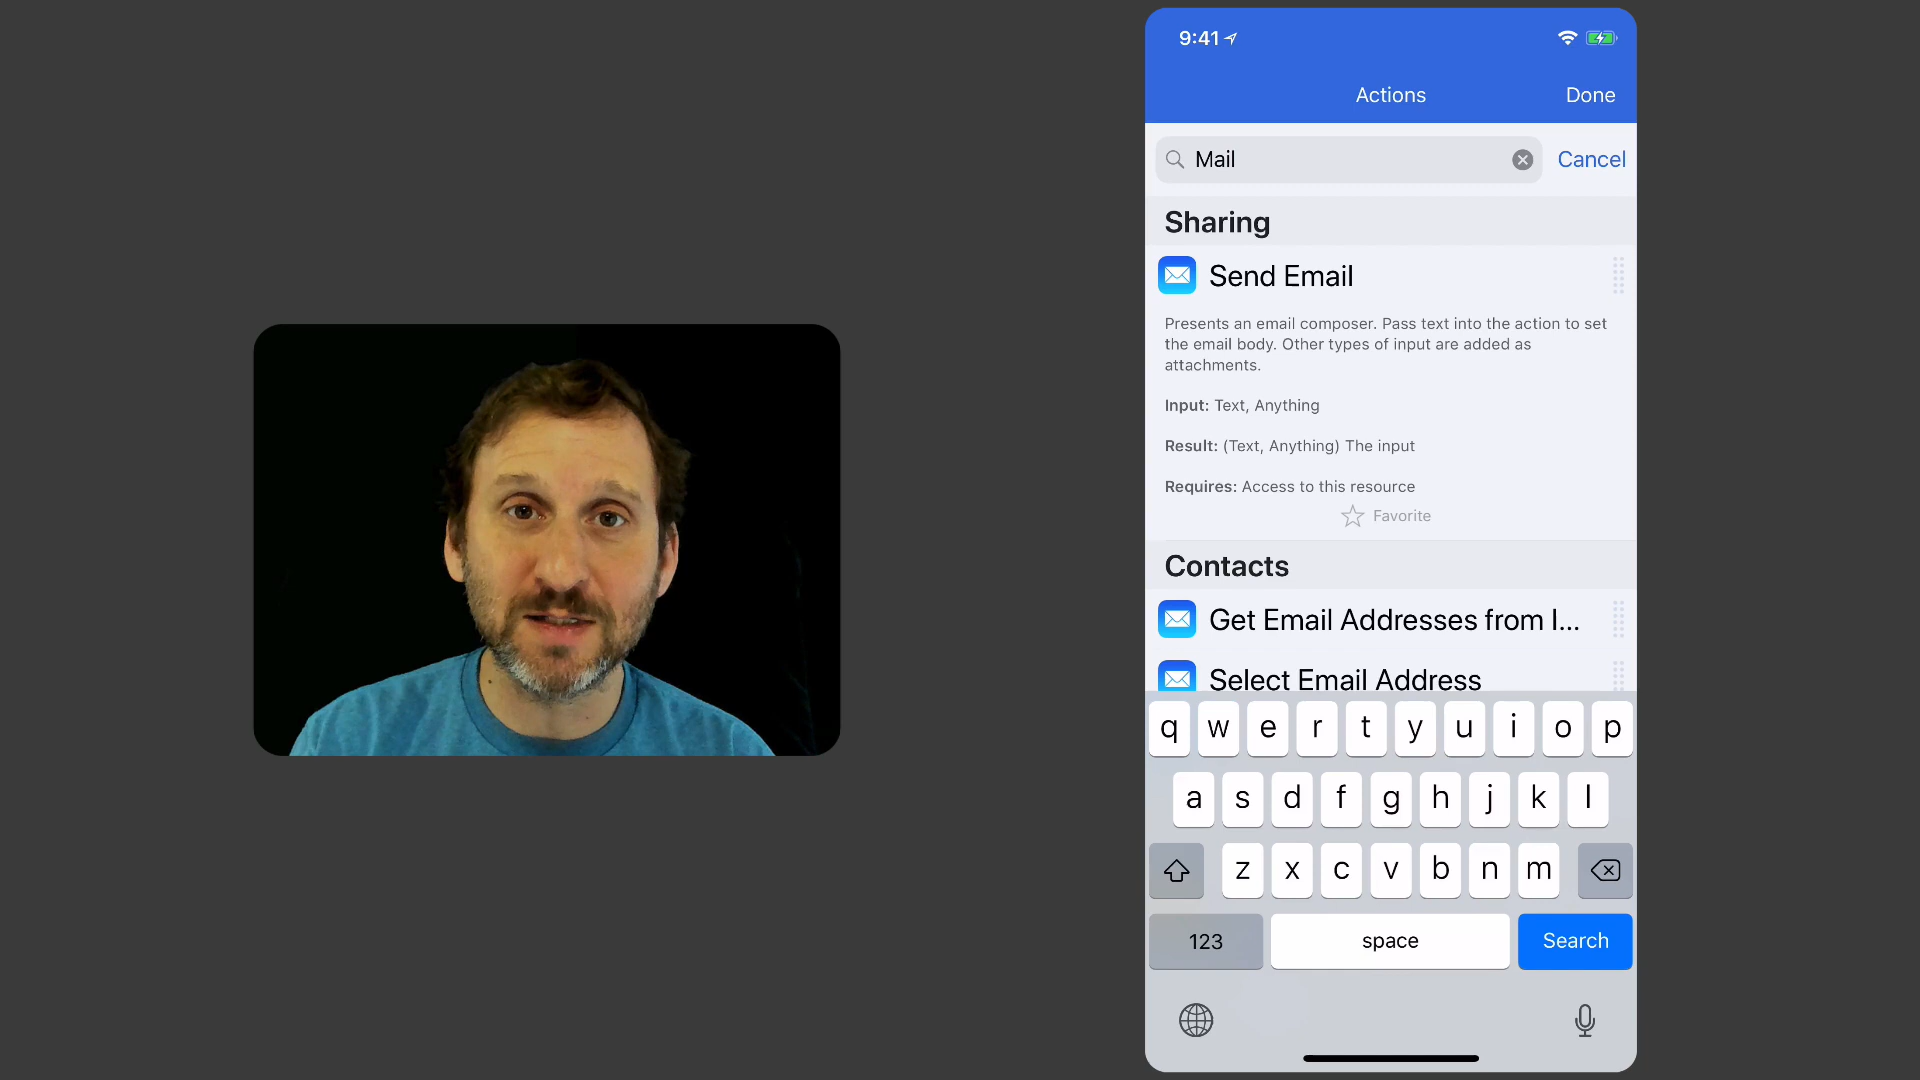 9:41
Actions
Done
Mail
Cancel
Sharing
Send Email
Presents an email composer. Pass text into the action to set
the email body. Other types of input are added as
attachments.
Input: Text, Anything
Result: (Text, Anything) The input
Requires: Access to this resource
Favorite
Contacts
Get Email Addresses from I...
Select Email Address
q w e r t y u i o p
a s d f g h j k l
z x c v b n m
123
space
Search